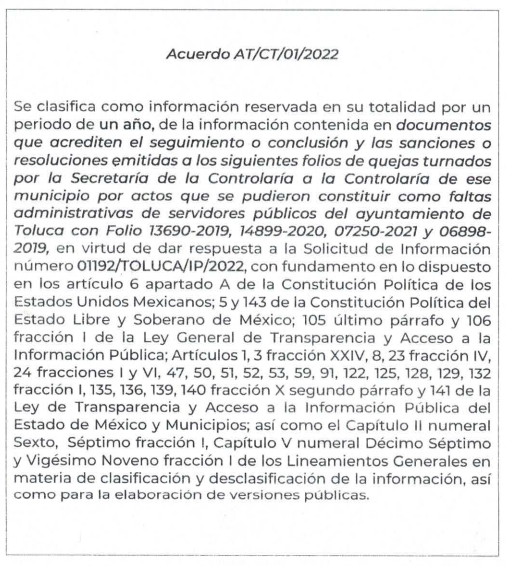 Acuerdo AT/CT/01/2022
Se clasifica como información reservada en su totalidad por un
periodo de un año, de la información contenida en documentos
que acrediten el seguimiento o conclusión y las sanciones o
resoluciones emitidas a los siguientes folios de quejas turnados
por la Secretaría de la Controlaría a la Controlaría de ese
municipio por actos que se pudieron constituir como faltas
administrativas de servidores públicos del ayuntamiento de
Toluca con Folio 13690-2019, 14899-2020, 07250-2021 y 06898-
2019, en virtud de dar respuesta a la Solicitud de Información
número 01192/TOLUCA/IP/2022, con fundamento en lo dispuesto
en los artículo 6 apartado A de la Constitución Política de los
Estados Unidos Mexicanos; 5 y 143 de la Constitución Política del
Estado Libre y Soberano de México; 105 último párrafo y 106
fracción I de la Ley General de Transparencia y Acceso a la
Información Pública; Artículos 1, 3 fracción XXIV, 8, 23 fracción IV,
24 fracciones I y VI, 47, 50, 51, 52, 53, 59, 91, 122, 125, 128, 129, 132
fracción I, 135, 136, 139, 140 fracción X segundo párrafo y 141 de la
Ley de Transparencia y Acceso a la Información Pública del
Estado de México y Municipios; así como el Capítulo II numeral
Sexto, Séptimo fracción I, Capítulo V numeral Décimo Séptimo
y Vigésimo Noveno fracción I de los Lineamientos Generales en
materia de clasificación y desclasificación de la información, así
como para la elaboración de versiones públicas.